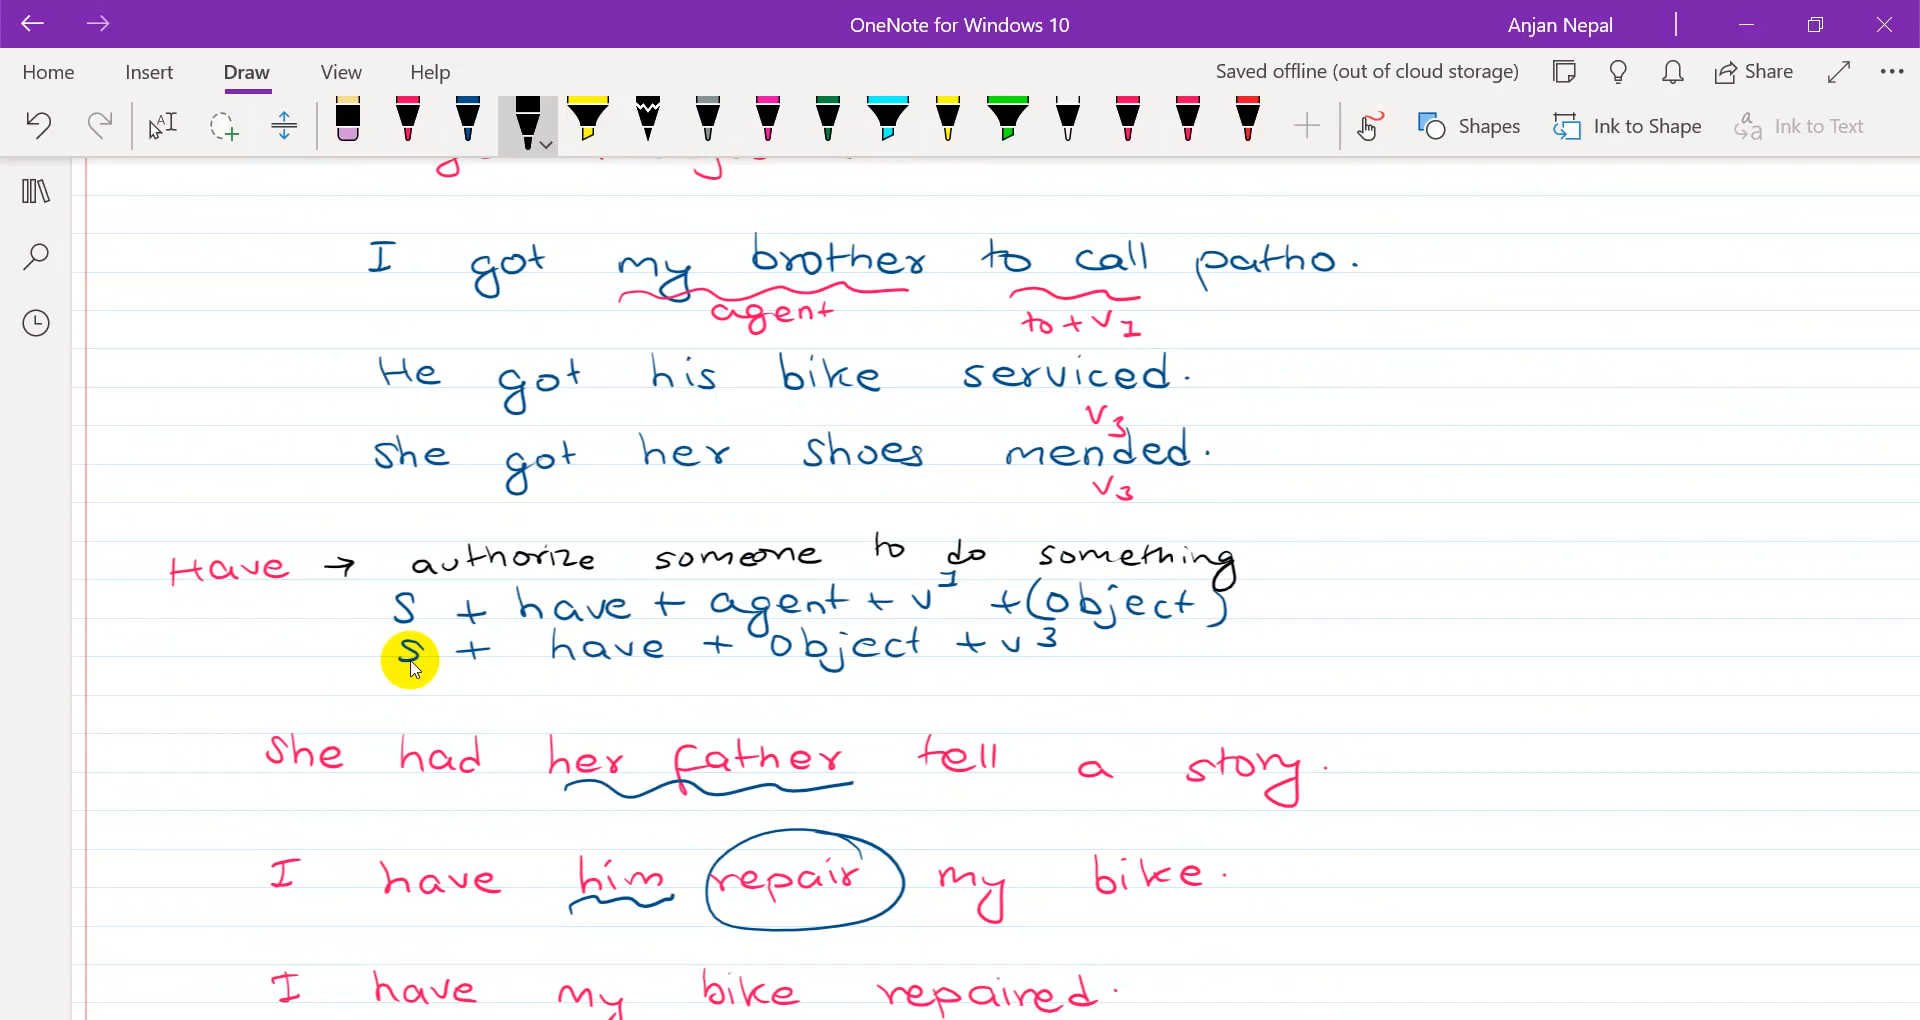 OneNote for Windows 10
Anjan Nepal
Home Insert Draw View Help
Saved offline (out of cloud storage)
Share
Shapes
Ink to Shape
Ink to Text
I got my brother to call patho.
agent
to + V1
He got his bike serviced.
V3
She got her shoes mended.
V3
Have → authorize someone to do something
S + have + agent + v1 + (object)
S + have + object + v3
She had her father tell a story.
I have him repair my bike.
I have my bike repaired.